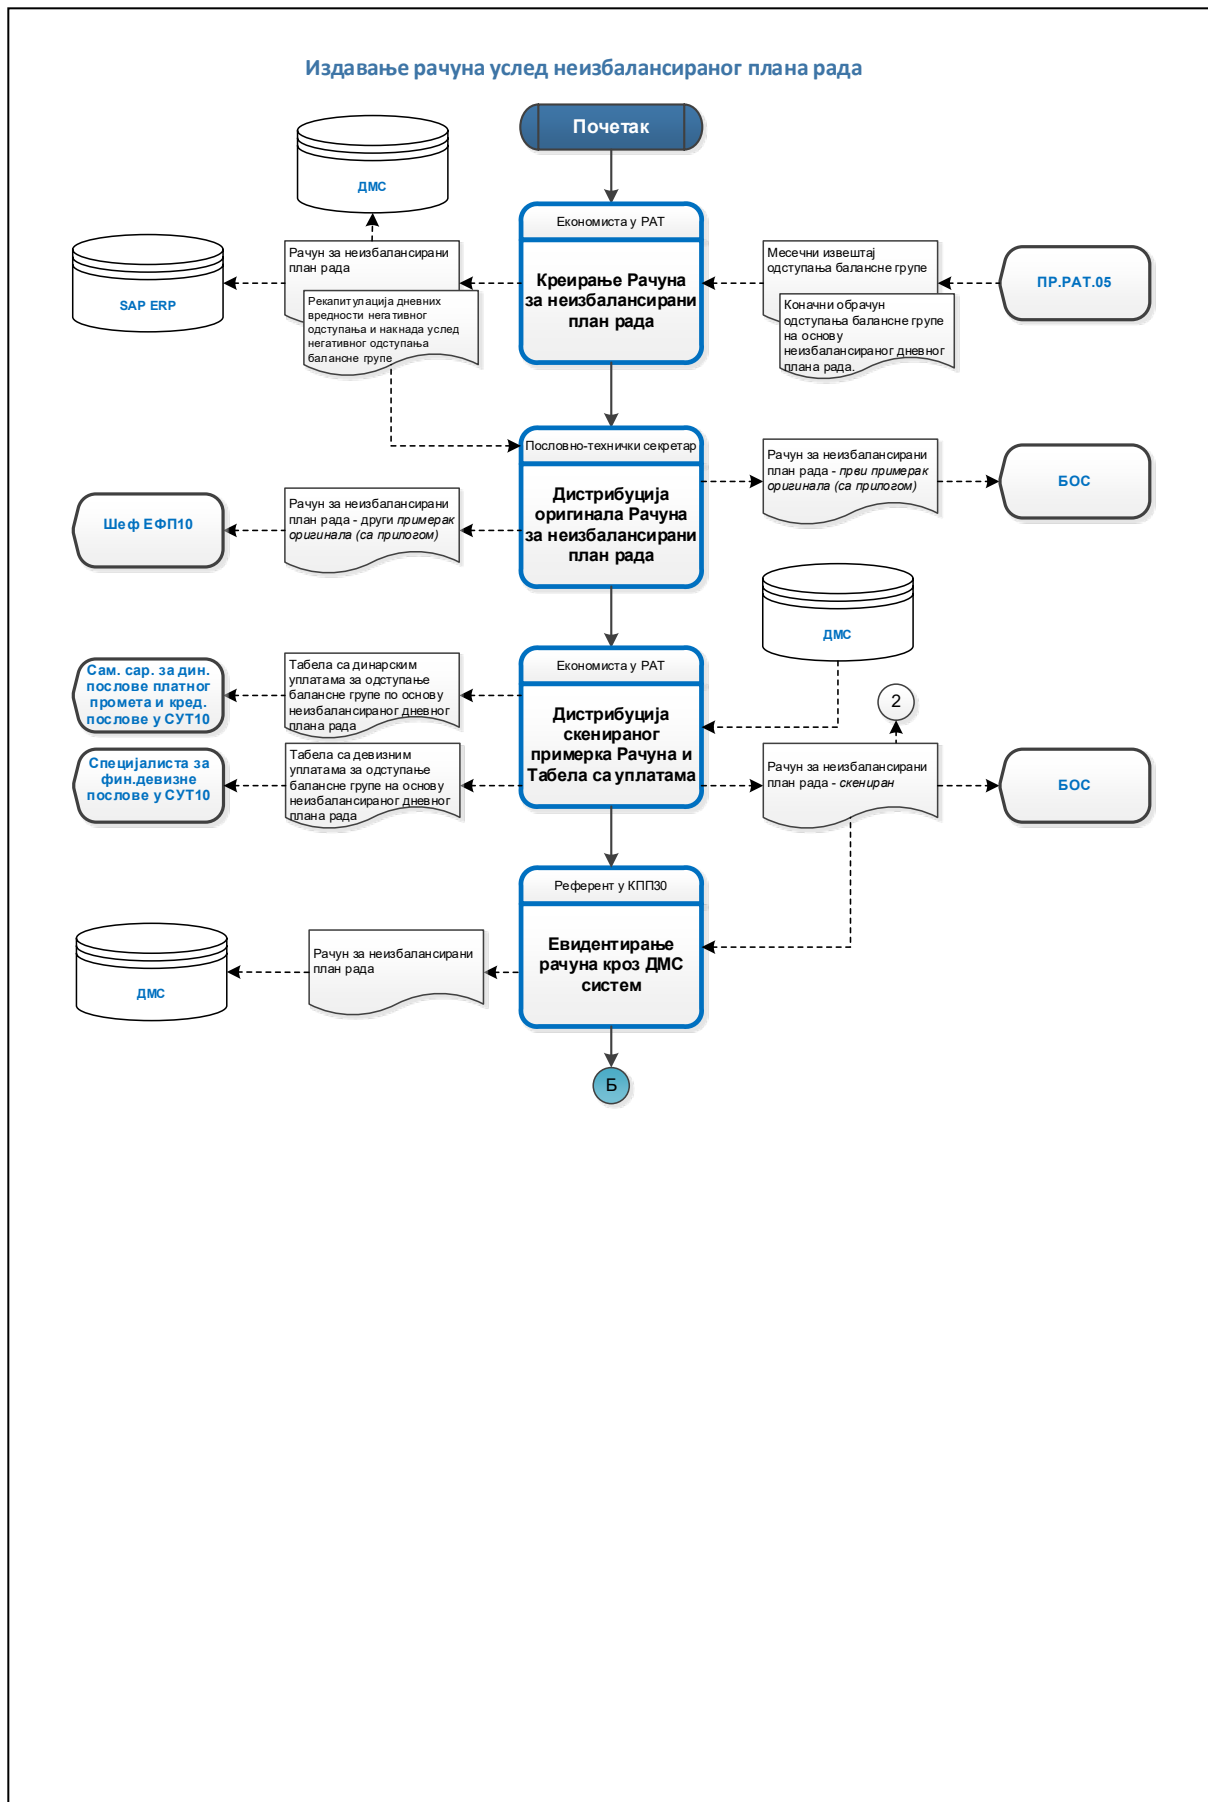 Издавање рачуна услед неизбалансираног плана рада
Почетак
ДМС
Економиста у РАТ
Креирање Рачуна
за неизбалансирани
план рада
SAP ERP
Рачун за неизбалансирани
план рада
Рекапитулација дневних
вредности негативног
одступања и накнада услед
негативног одступања
балансне групе
Месечни извештај
одступања балансне групе
Коначни обрачун
одступања балансне групе
на основу
неизбалансираног дневног
плана рада.
ПР.РАТ.05
Пословно-технички секретар
Дистрибуција
оригинала Рачуна
за неизбалансирани
план рада
Рачун за неизбалансирани
план рада - први примерак
оригинала (са прилогом)
БОС
Шеф ЕФП10
Рачун за неизбалансирани
план рада - други примерак
оригинала (са прилогом)
ДМС
Економиста у РАТ
Дистрибуција
скенираног
примерка Рачуна и
Табела са уплатама
Сам. сар. за дин.
послове платног
промета и кред.
послове у СУТ10
Табела са динарским
уплатама за одступање
балансне групе по основу
неизбалансираног дневног
плана рада
2
Специјалиста за
фин.девизне
послове у СУТ10
Табела са девизним
уплатама за одступање
балансне групе на основу
неизбалансираног дневног
плана рада
Рачун за неизбалансирани
план рада - скениран
БОС
Референт у КПП30
Евидентирање
рачуна кроз ДМС
систем
ДМС
Рачун за неизбалансирани
план рада
Б